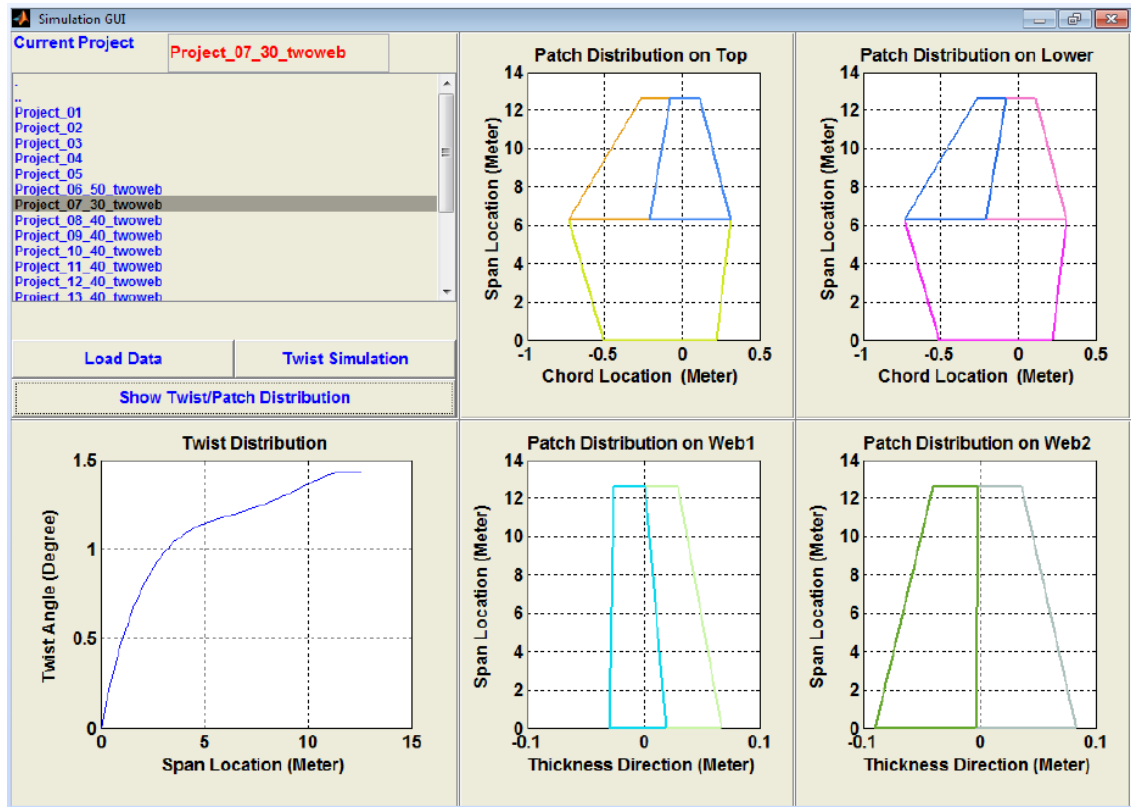 Simulation GUI
Current Project
Project_07_30_twoweb
.
..
Project_01
Project_02
Project_03
Project_04
Project_05
Project_06_50_twoweb
Project_07_30_twoweb
Project_08_40_twoweb
Project_09_40_twoweb
Project_10_40_twoweb
Project_11_40_twoweb
Project_12_40_twoweb
Project_13_40_twoweb
Load Data
Twist Simulation
Show Twist/Patch Distribution
Patch Distribution on Top
14
12
10
8
6
4
2
0
-1
-0.5
0
0.5
Span Location (Meter)
Chord Location (Meter)
Patch Distribution on Lower
14
12
10
8
6
4
2
0
-1
-0.5
0
0.5
Span Location (Meter)
Chord Location (Meter)
Twist Distribution
1.5
1
0.5
0
0
5
10
15
Twist Angle (Degree)
Span Location (Meter)
Patch Distribution on Web1
14
12
10
8
6
4
2
0
-0.1
0
0.1
Span Location (Meter)
Thickness Direction (Meter)
Patch Distribution on Web2
14
12
10
8
6
4
2
0
-0.1
0
0.1
Span Location (Meter)
Thickness Direction (Meter)